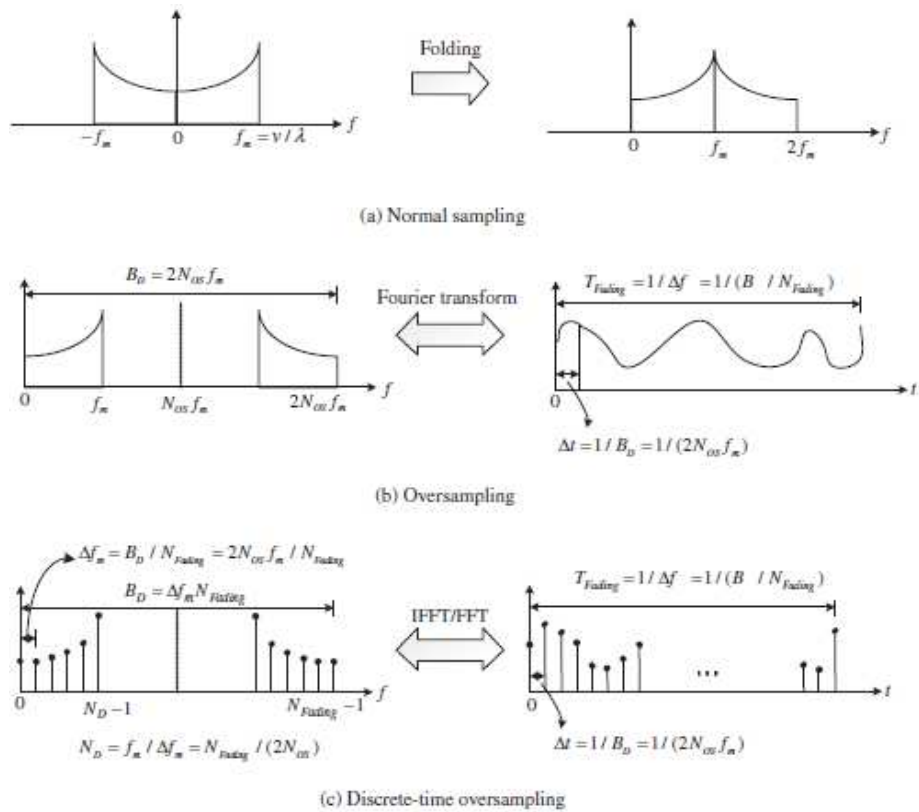 Folding
f
−f_m
0
f_m = v / λ
f
0
f_m
2f_m
(a) Normal sampling
B_D = 2N_OS f_m
Fourier transform
T_Fading = 1 / Δf = 1 / (B / N_Fading)
f
0
f_m
N_OS f_m
2N_OS f_m
0
t
Δt = 1 / B_D = 1 / (2N_OS f_m)
(b) Oversampling
Δf_m = B_D / N_Fading = 2N_OS f_m / N_Fading
B_D = Δf_m N_Fading
IFFT/FFT
T_Fading = 1 / Δf = 1 / (B / N_Fading)
...
f
0
N_D − 1
N_Fading − 1
0
t
N_D = f_m / Δf_m = N_Fading / (2N_OS)
Δt = 1 / B_D = 1 / (2N_OS f_m)
(c) Discrete-time oversampling